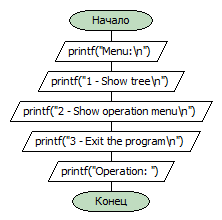 Начало
printf("Menu:\n")
printf("1 - Show tree\n")
printf("2 - Show operation menu\n")
printf("3 - Exit the program\n")
printf("Operation: ")
Конец